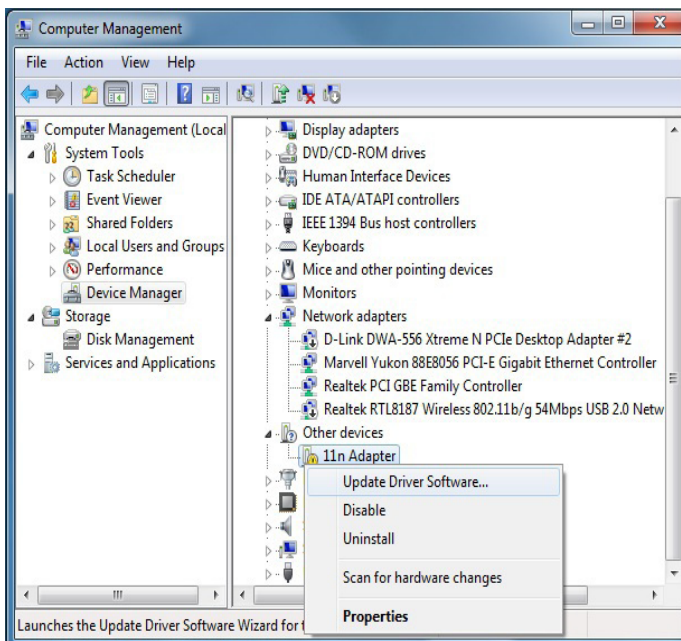 Computer Management
File Action View Help
Computer Management (Local
System Tools
Task Scheduler
Event Viewer
Shared Folders
Local Users and Groups
Performance
Device Manager
Storage
Disk Management
Services and Applications
Display adapters
DVD/CD-ROM drives
Human Interface Devices
IDE ATA/ATAPI controllers
IEEE 1394 Bus host controllers
Keyboards
Mice and other pointing devices
Monitors
Network adapters
D-Link DWA-556 Xtreme N PCIe Desktop Adapter #2
Marvell Yukon 88E8056 PCI-E Gigabit Ethernet Controller
Realtek PCI GBE Family Controller
Realtek RTL8187 Wireless 802.11b/g 54Mbps USB 2.0 Netw
Other devices
11n Adapter
Update Driver Software...
Disable
Uninstall
Scan for hardware changes
Properties
Launches the Update Driver Software Wizard for